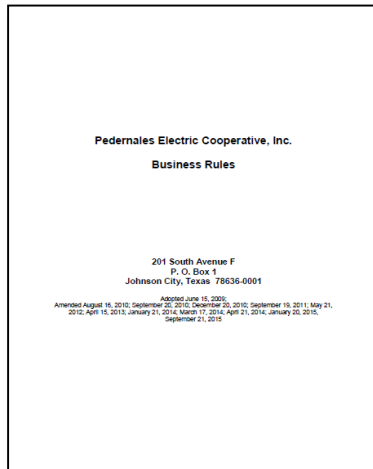 Pedernales Electric Cooperative, Inc.
Business Rules
201 South Avenue F
P. O. Box 1
Johnson City, Texas 78636-0001
Adopted June 15, 2009;
Amended August 16, 2010; September 20, 2010; December 20, 2010; September 19, 2011; May 21,
2012; April 15, 2013; January 21, 2014; March 17, 2014; April 21, 2014; January 20, 2015,
September 21, 2015